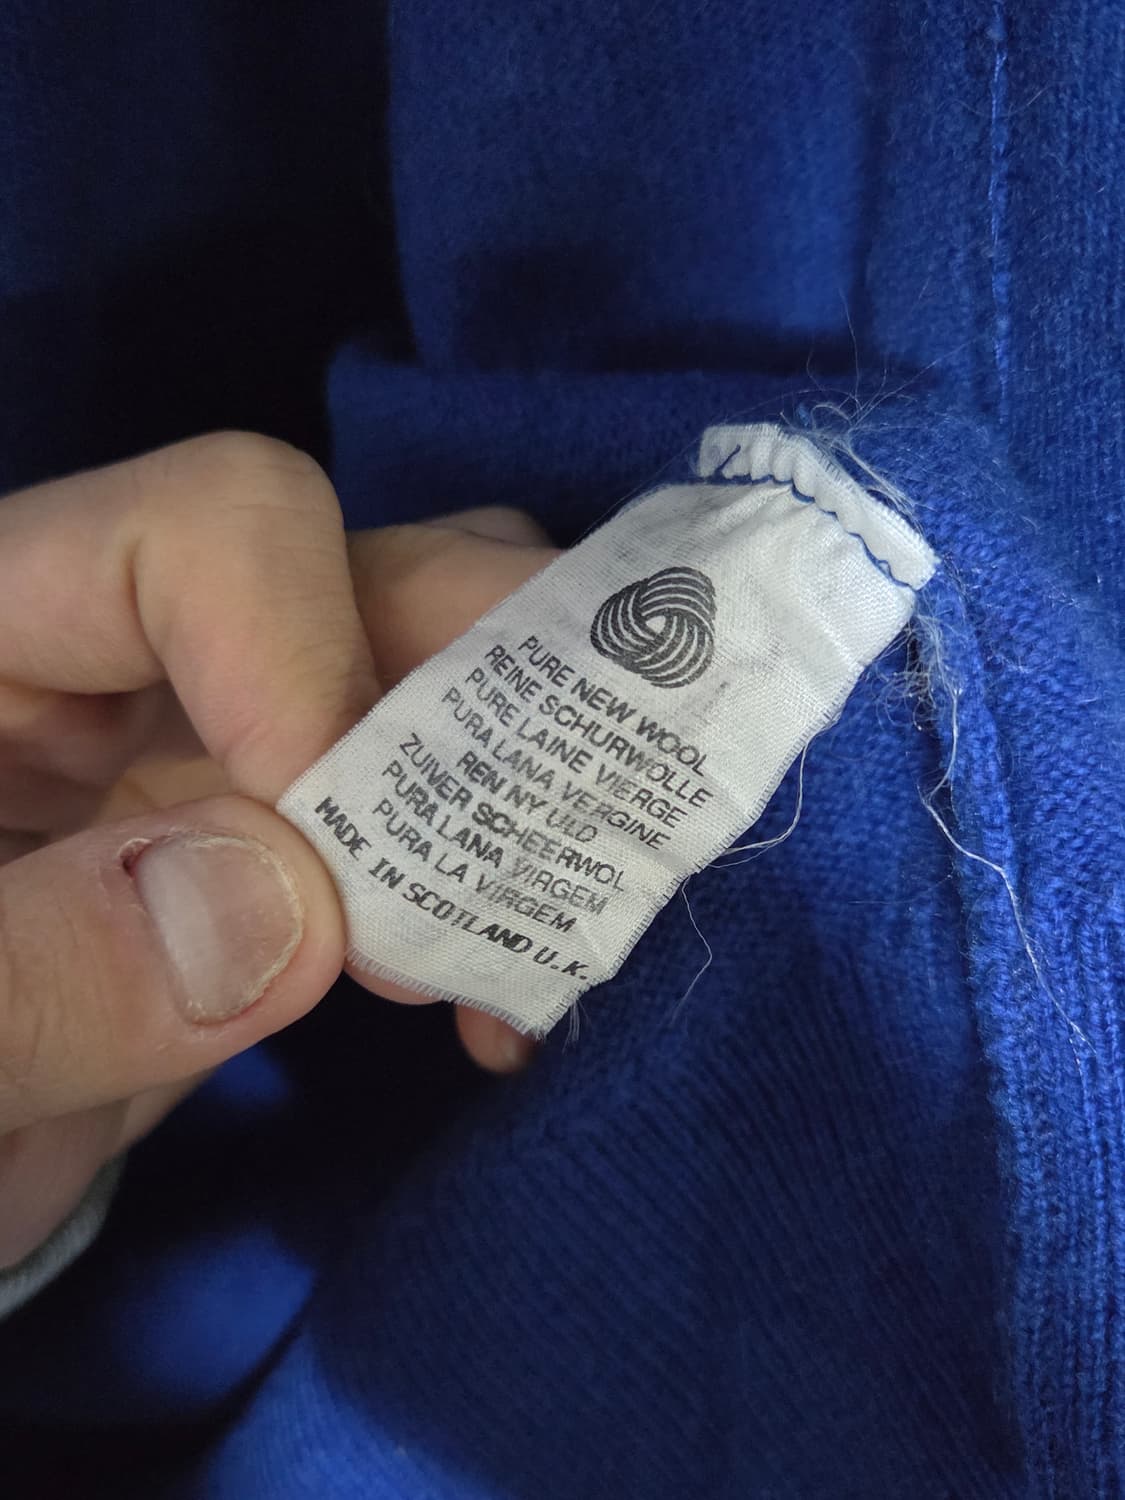 PURE NEW WOOL
REINE SCHURWOLLE
PURE LAINE VIERGE
PURA LANA VERGINE
REN NY ULD
ZUIVER SCHEERWOL
PURA LANA VIRGEM
PURA LA VIRGEM
MADE IN SCOTLAND U.K.